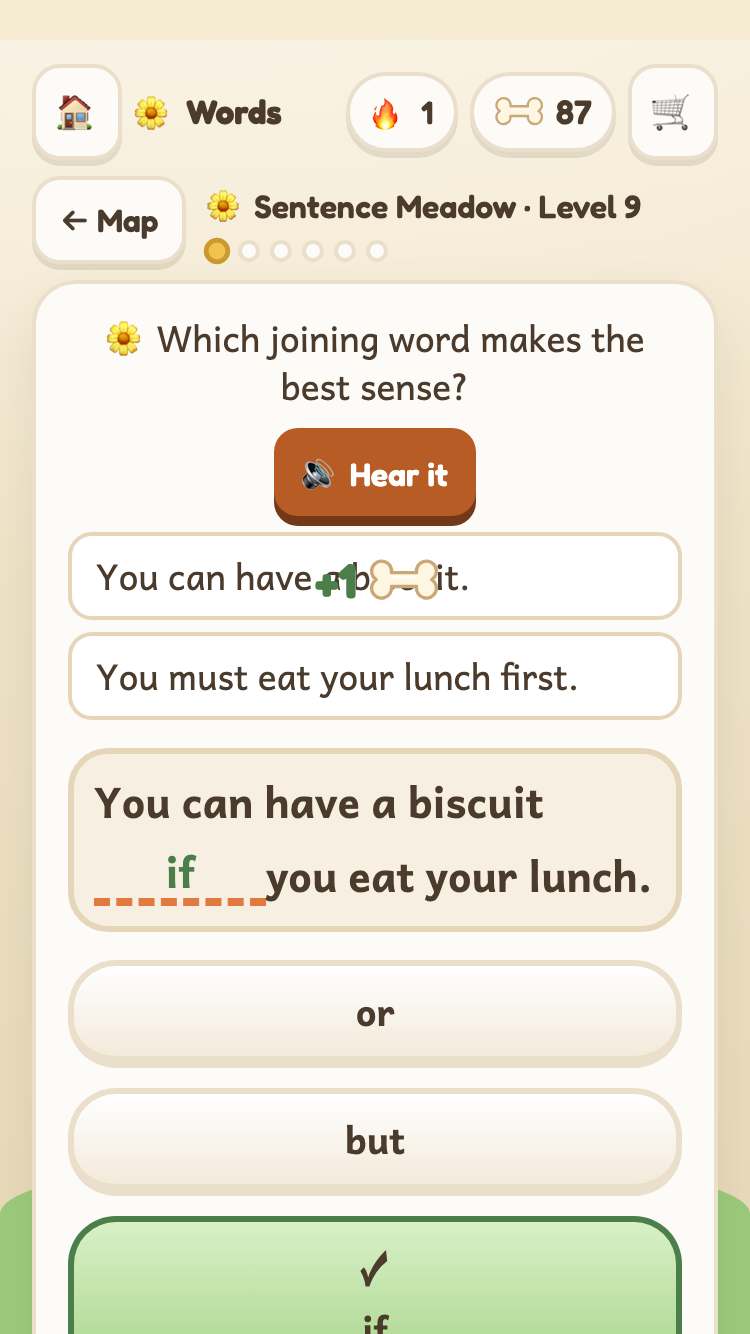 Words
1
87
← Map
Sentence Meadow · Level 9
Which joining word makes the
best sense?
Hear it
You can have
+1
You must eat your lunch first.
You can have a biscuit
if you eat your lunch.
or
but
✓
if